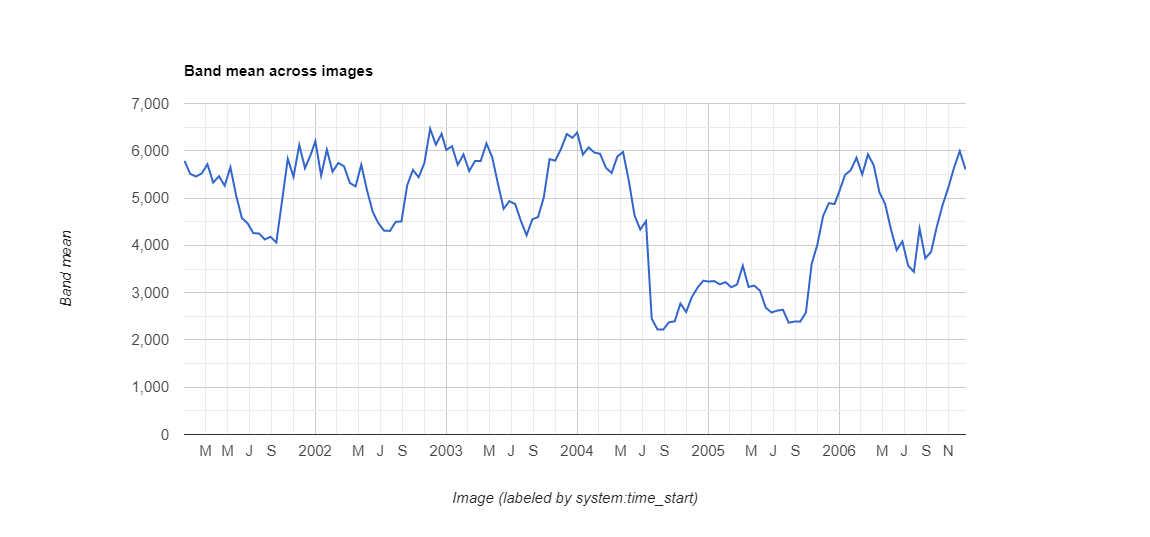 Band mean across images
7,000
6,000
5,000
4,000
3,000
2,000
1,000
0
Band mean
M M J S 2002 M J S 2003 M J S 2004 M J S 2005 M J S 2006 M J S N
Image (labeled by system:time_start)